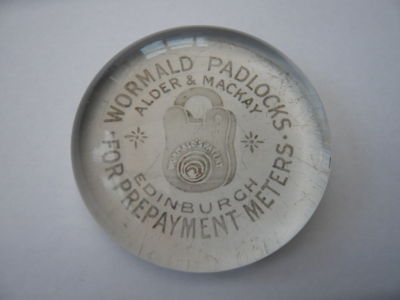 WORMALD PADLOCKS
ALDER & MACKAY
EDINBURGH
FOR PREPAYMENT METERS